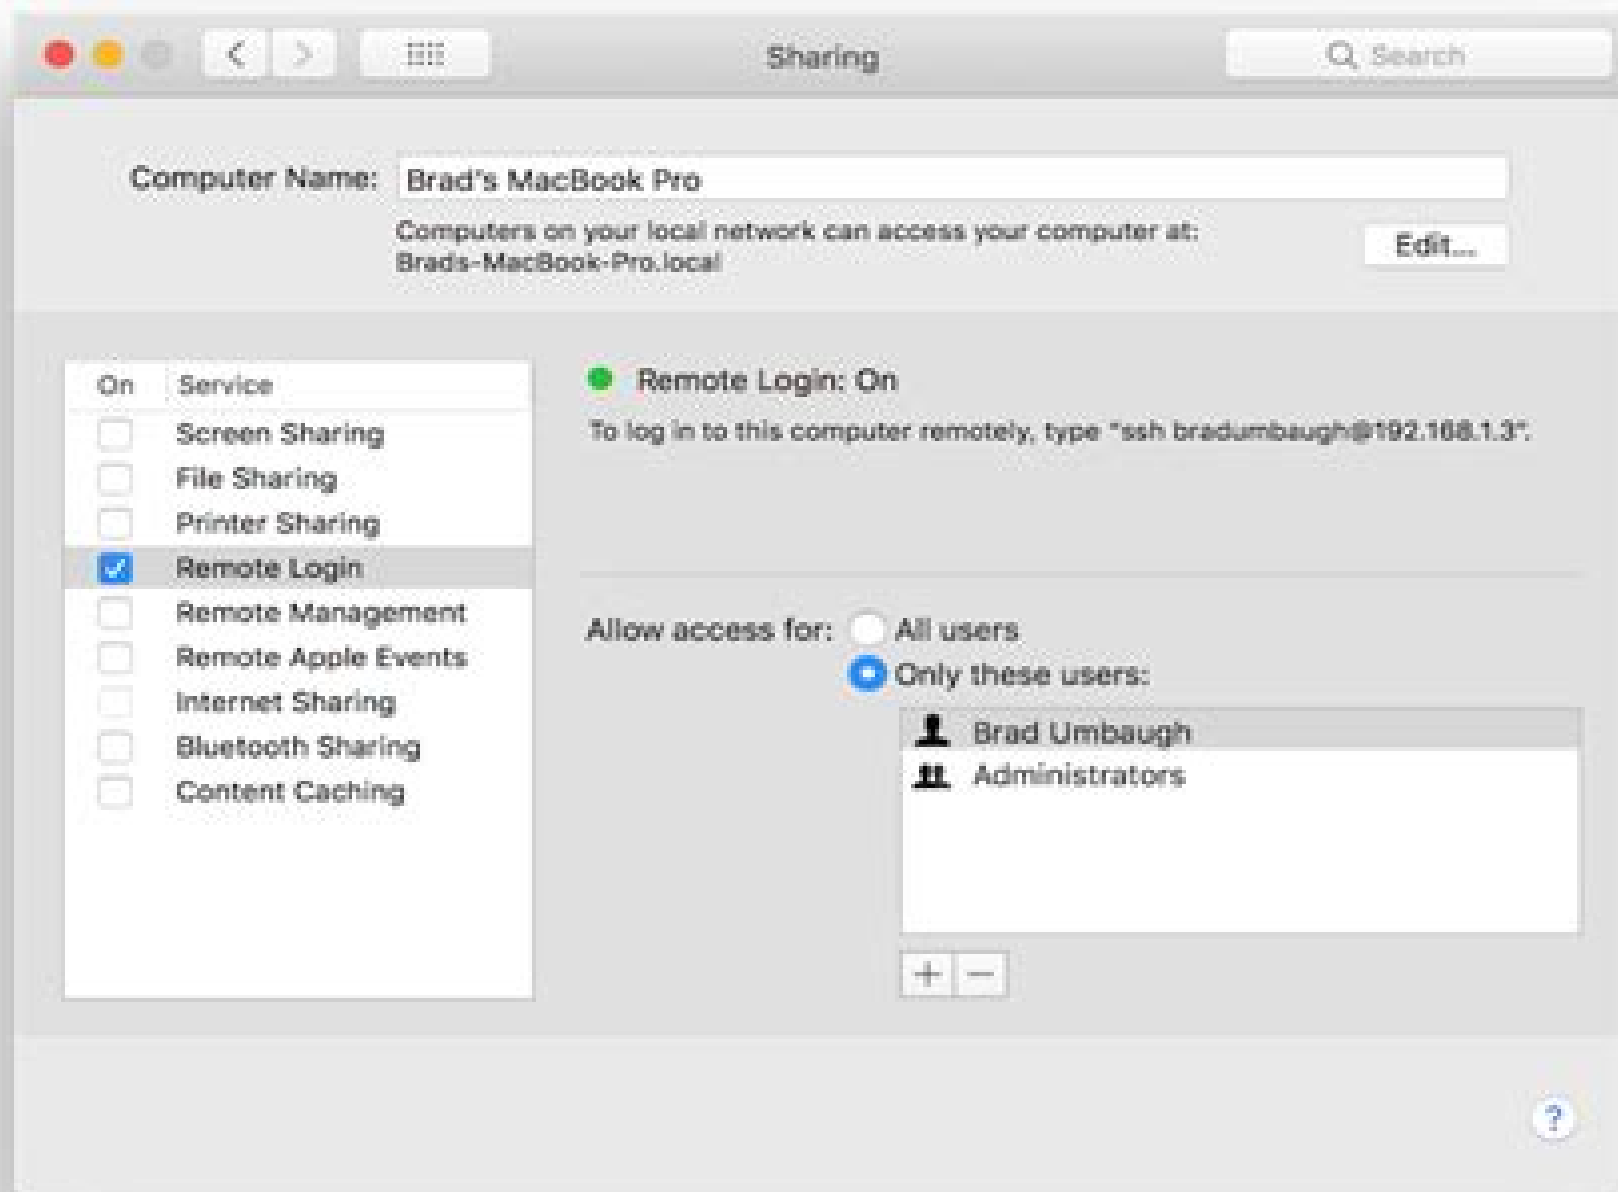 Sharing
Search
Computer Name: Brad's MacBook Pro
Computers on your local network can access your computer at:
Brads-MacBook-Pro.local
Edit...
On Service
Screen Sharing
File Sharing
Printer Sharing
Remote Login
Remote Management
Remote Apple Events
Internet Sharing
Bluetooth Sharing
Content Caching
Remote Login: On
To log in to this computer remotely, type "ssh bradumbaugh@192.168.1.3".
Allow access for: All users
Only these users:
Brad Umbaugh
Administrators
+ −
?